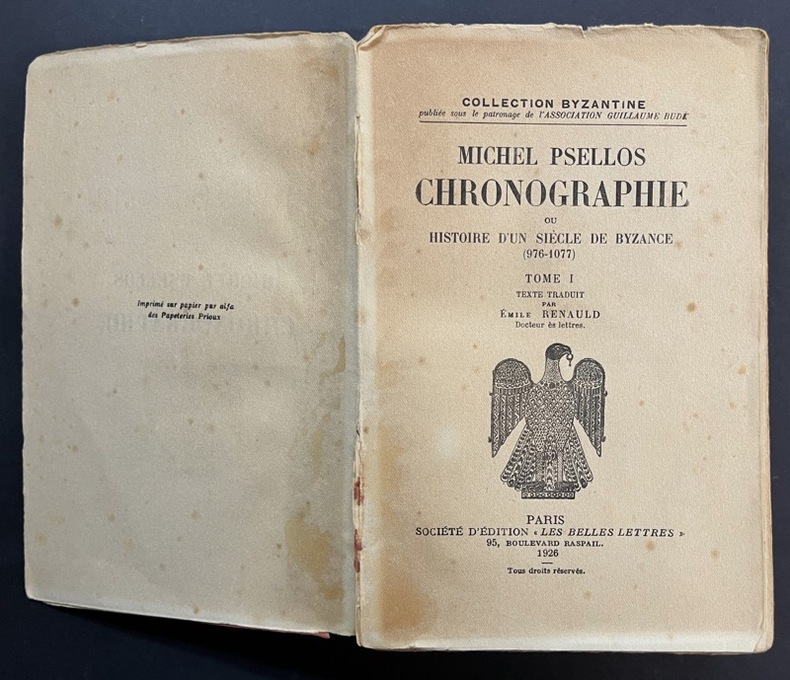 Imprimé sur papier pur alfa
des Papeteries Prioux
COLLECTION BYZANTINE
publiée sous le patronage de l'ASSOCIATION GUILLAUME BUDÉ
MICHEL PSELLOS
CHRONOGRAPHIE
OU
HISTOIRE D'UN SIÈCLE DE BYZANCE
(976-1077)
TOME I
TEXTE TRADUIT
PAR
ÉMILE RENAULD
Docteur ès lettres.
PARIS
SOCIÉTÉ D'ÉDITION « LES BELLES LETTRES »
95, BOULEVARD RASPAIL.
1926
Tous droits réservés.